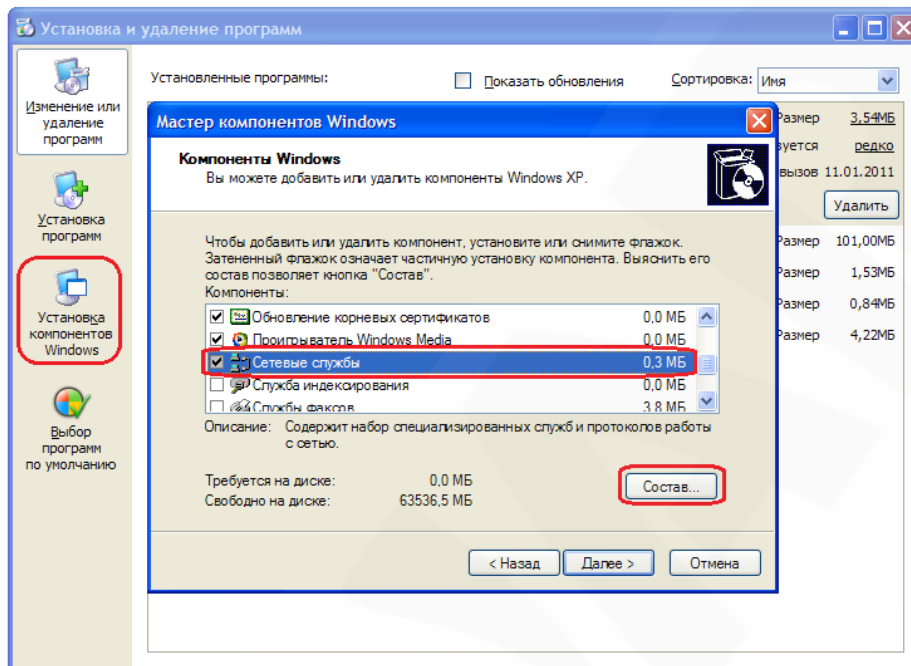 Установка и удаление программ
Изменение или
удаление
программ
Установка
программ
Установка
компонентов
Windows
Выбор
программ
по умолчанию
Установленные программы:
Показать обновления
Сортировка: Имя
Размер 3,54МБ
зуется редко
вызов 11.01.2011
Удалить
Размер 101,00МБ
Размер 1,53МБ
Размер 0,84МБ
Размер 4,22МБ
Мастер компонентов Windows
Компоненты Windows
Вы можете добавить или удалить компоненты Windows XP.
Чтобы добавить или удалить компонент, установите или снимите флажок.
Затененный флажок означает частичную установку компонента. Выяснить его
состав позволяет кнопка "Состав".
Компоненты:
Обновление корневых сертификатов 0,0 МБ
Проигрыватель Windows Media 0,0 МБ
Сетевые службы 0,3 МБ
Служба индексирования 0,0 МБ
Службы факсов 3,8 МБ
Описание: Содержит набор специализированных служб и протоколов работы
с сетью.
Требуется на диске: 0,0 МБ
Свободно на диске: 63536,5 МБ
Состав...
< Назад
Далее >
Отмена